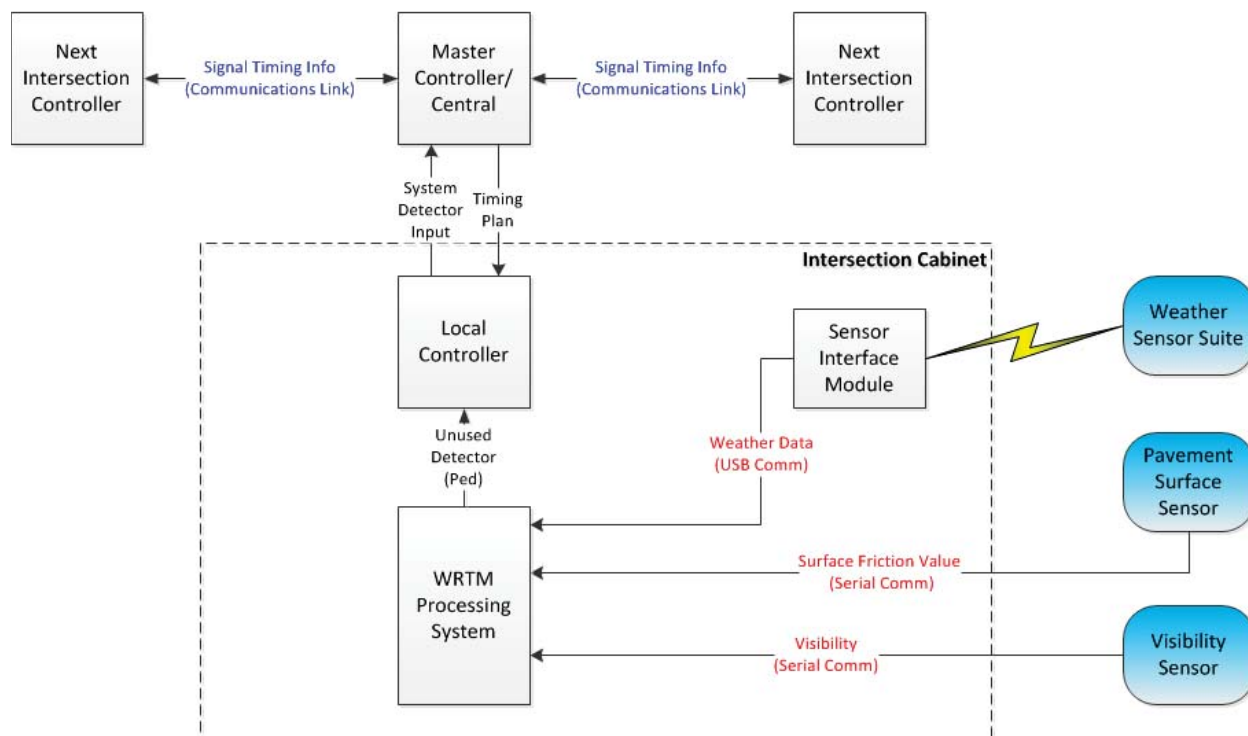 Next
Intersection
Controller
Signal Timing Info
(Communications Link)
Master
Controller/
Central
Signal Timing Info
(Communications Link)
Next
Intersection
Controller
System
Detector
Input
Timing
Plan
Intersection Cabinet
Local
Controller
Sensor
Interface
Module
Weather
Sensor Suite
Unused
Detector
(Ped)
Weather Data
(USB Comm)
Pavement
Surface
Sensor
WRTM
Processing
System
Surface Friction Value
(Serial Comm)
Visibility
(Serial Comm)
Visibility
Sensor